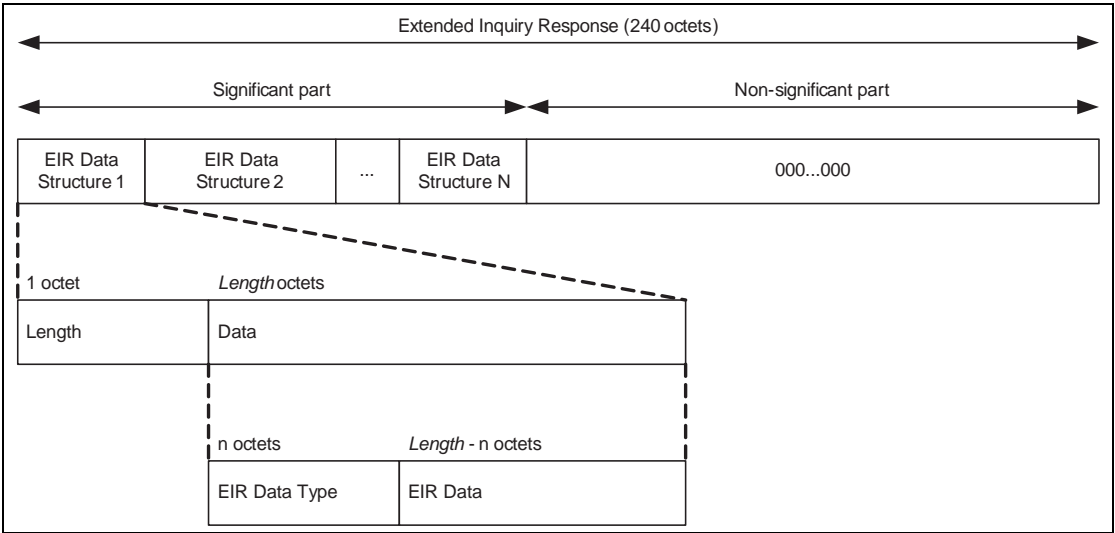 Extended Inquiry Response (240 octets)
Significant part
Non-significant part
EIR Data
Structure 1
EIR Data
Structure 2
...
EIR Data
Structure N
000...000
1 octet
Length octets
Length
Data
n octets
Length - n octets
EIR Data Type
EIR Data